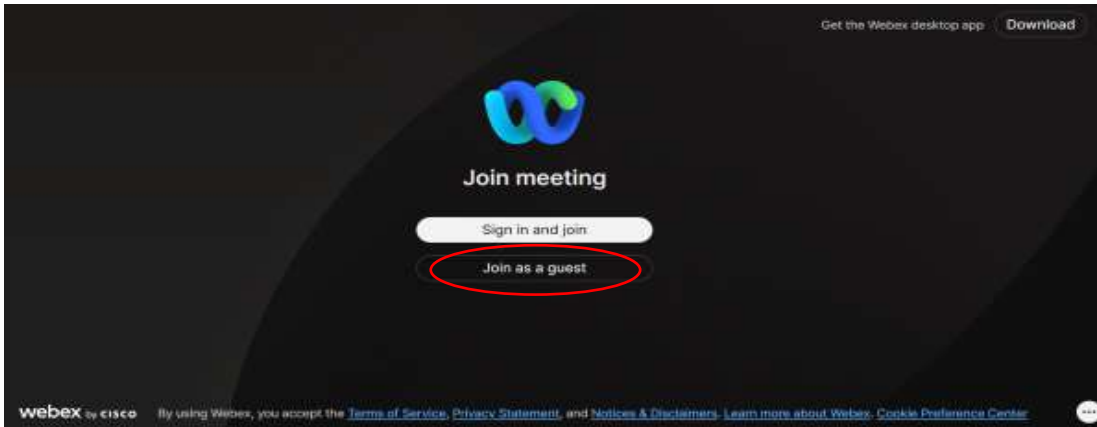 Get the Webex desktop app Download
Join meeting
Sign in and join
Join as a guest
webex by CISCO By using Webex, you accept the Terms of Service, Privacy Statement, and Notices & Disclaimers. Learn more about Webex. Cookie Preference Center